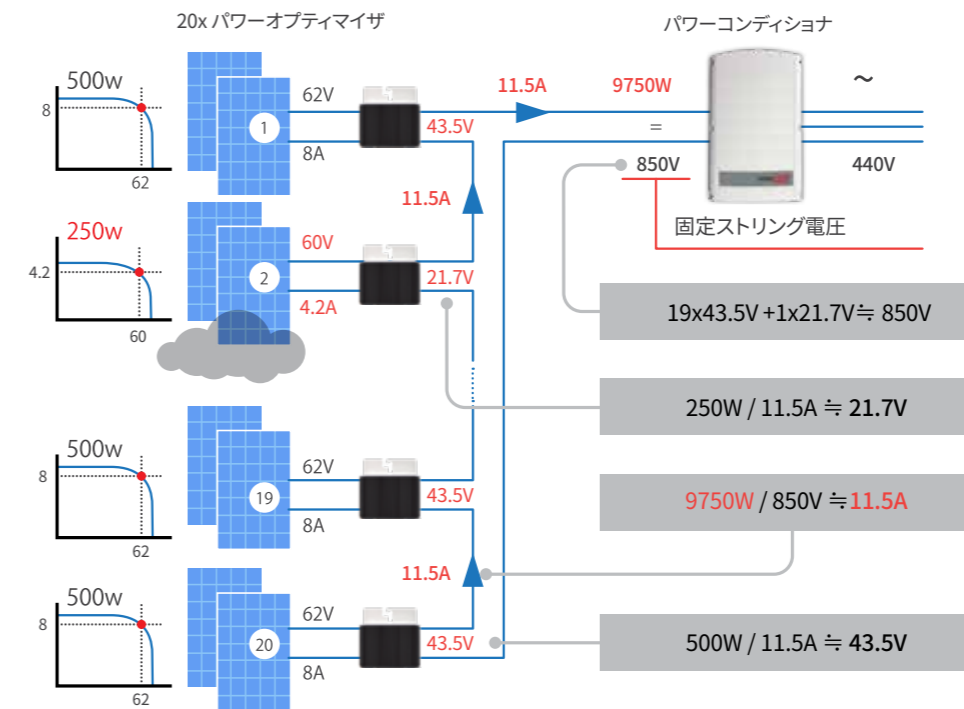 20x パワーオプティマイザ
パワーコンディショナ
500w
8
62
1
62V
8A
43.5V
11.5A
9750W
～
=
850V
440V
固定ストリング電圧
11.5A
250w
4.2
60
2
60V
4.2A
21.7V
19x43.5V +1x21.7V≒ 850V
250W / 11.5A ≒ 21.7V
500w
8
62
19
62V
8A
43.5V
9750W / 850V ≒11.5A
11.5A
500w
8
62
20
62V
8A
43.5V
500W / 11.5A ≒ 43.5V